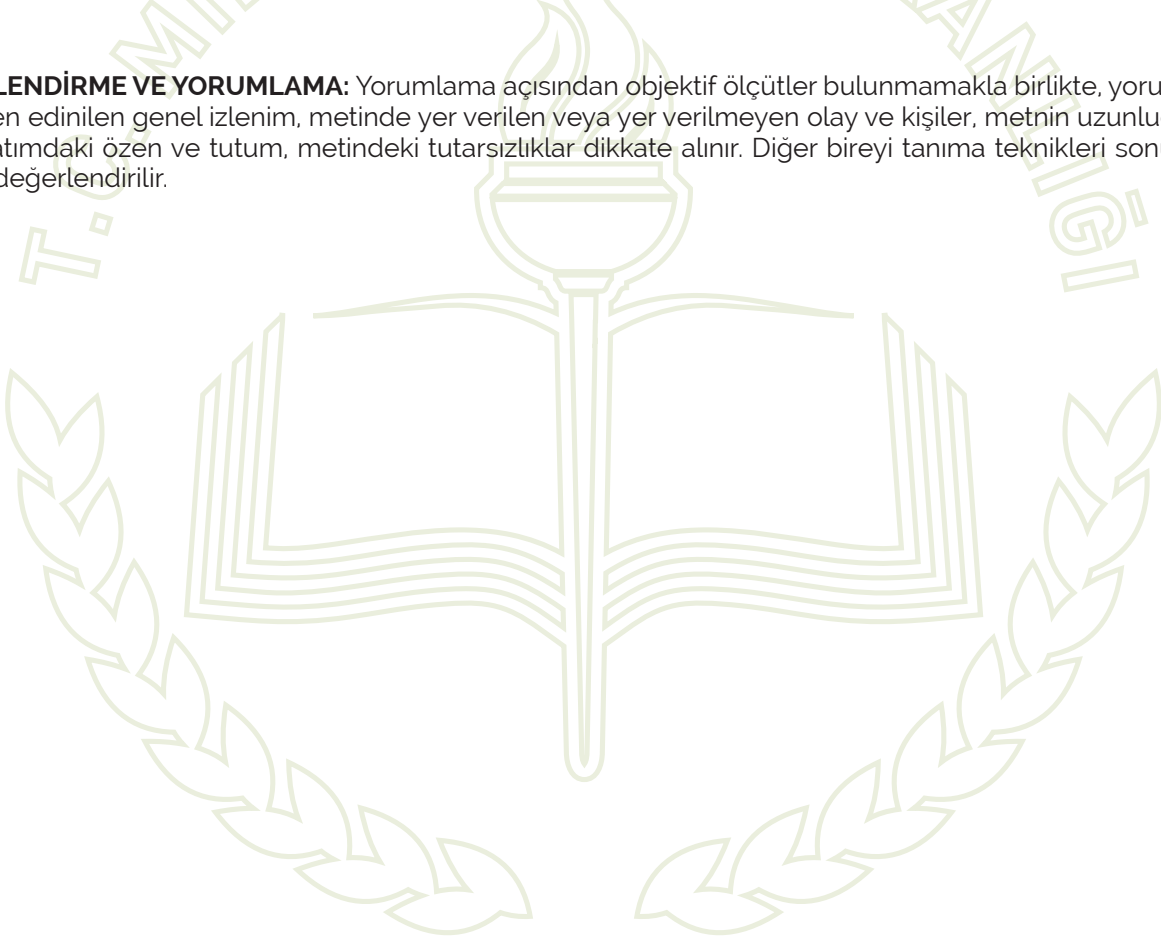 LENDİRME VE YORUMLAMA: Yorumlama açısından objektif ölçütler bulunmamakla birlikte, yoru
en edinilen genel izlenim, metinde yer verilen veya yer verilmeyen olay ve kişiler, metnin uzunlu
atımdaki özen ve tutum, metindeki tutarsızlıklar dikkate alınır. Diğer bireyi tanıma teknikleri son
değerlendirilir.
T.C. Mİ
ANLIĞI